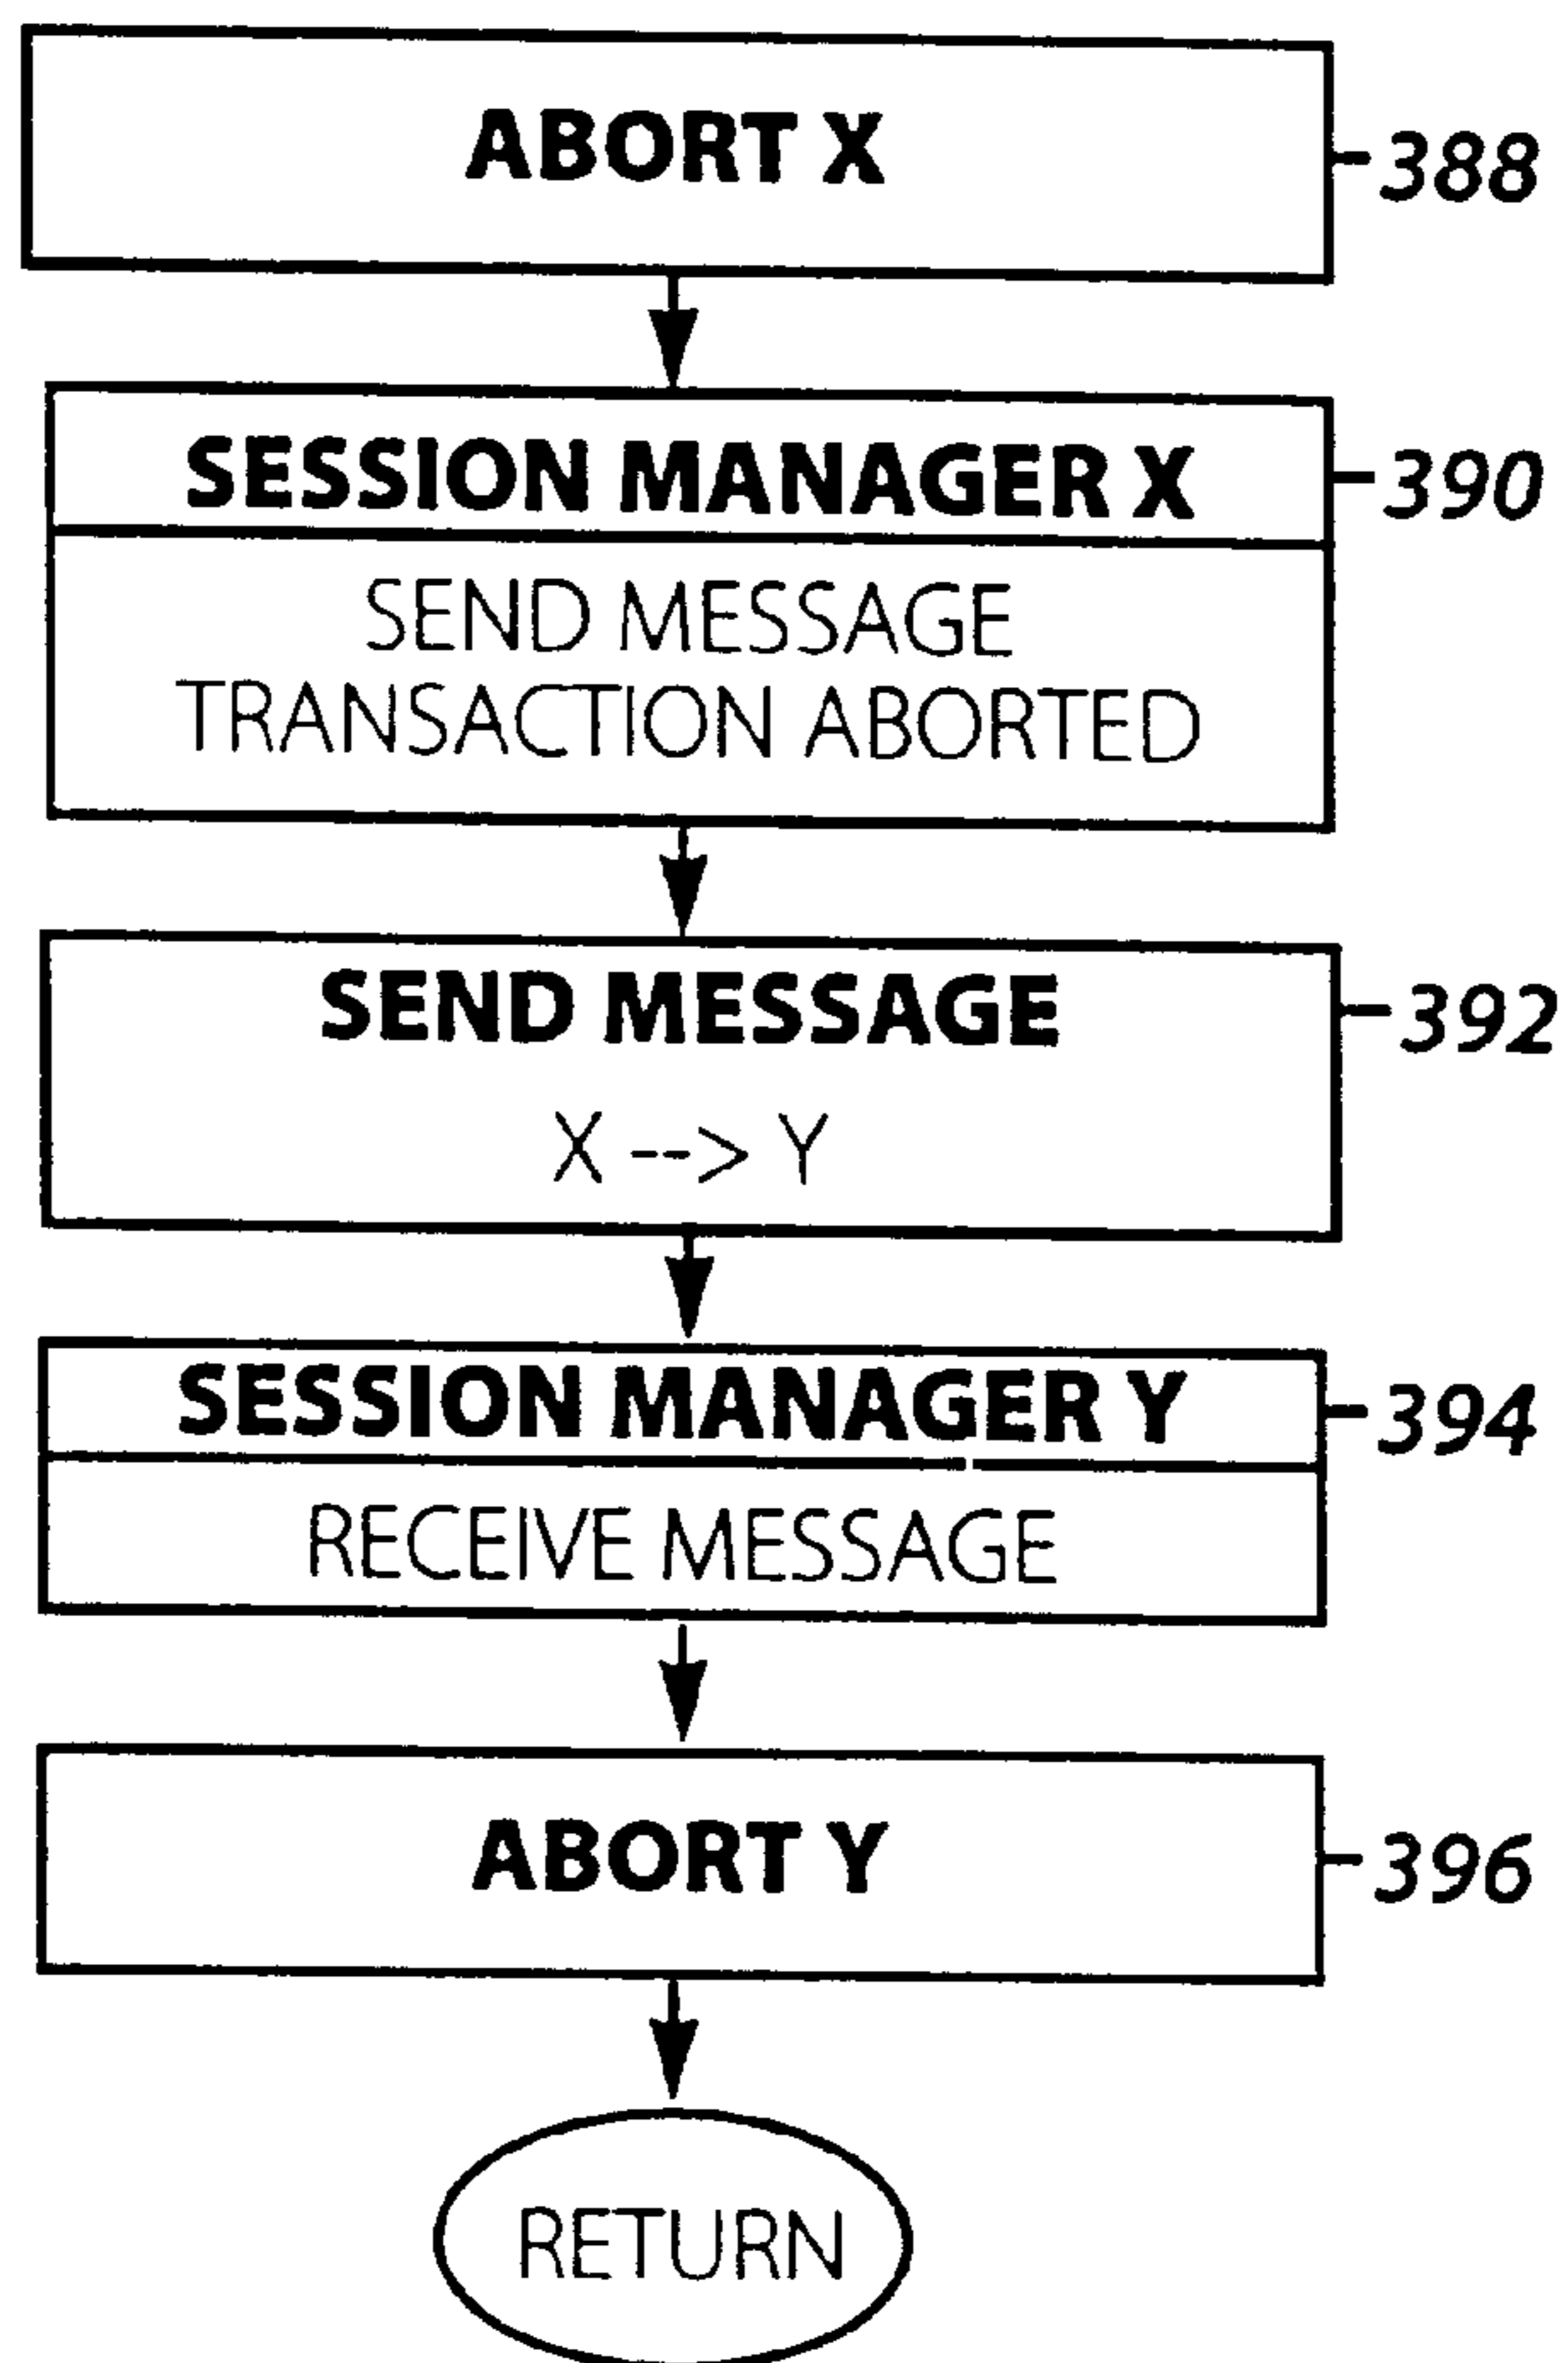 ABORT X
388
SESSION MANAGER X
390
SEND MESSAGE
TRANSACTION ABORTED
SEND MESSAGE
392
X --> Y
SESSION MANAGER Y
394
RECEIVE MESSAGE
ABORT Y
396
RETURN